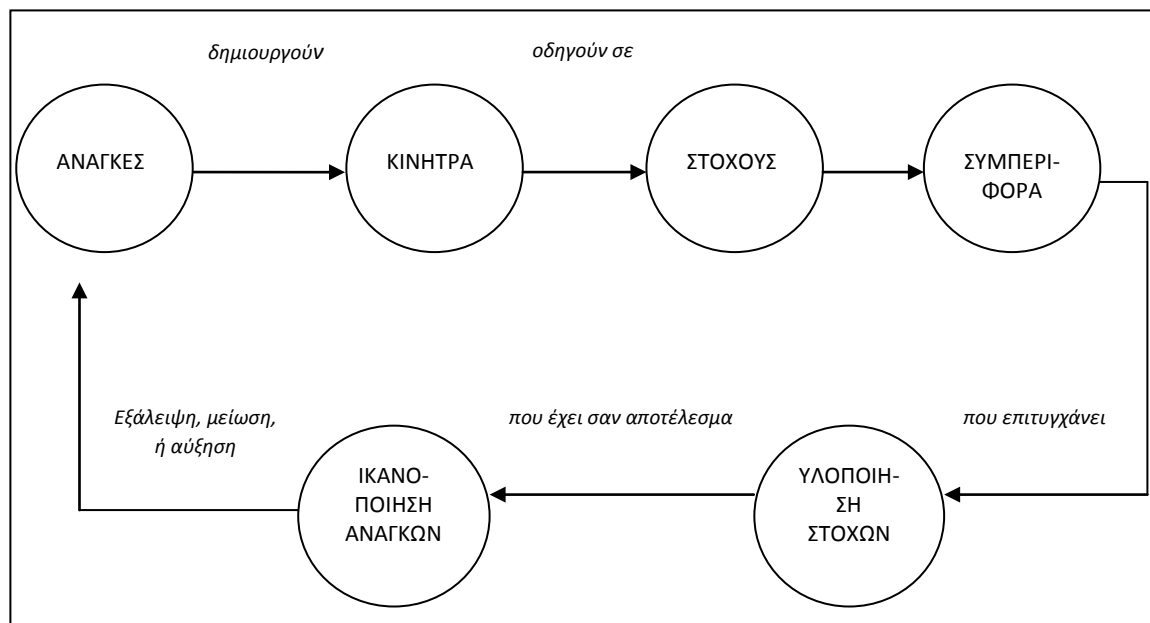 δημιουργούν
οδηγούν σε
ΑΝΑΓΚΕΣ
ΚΙΝΗΤΡΑ
ΣΤΟΧΟΥΣ
ΣΥΜΠΕΡΙ-
ΦΟΡΑ
Εξάλειψη, μείωση,
ή αύξηση
που έχει σαν αποτέλεσμα
που επιτυγχάνει
ΙΚΑΝΟ-
ΠΟΙΗΣΗ
ΑΝΑΓΚΩΝ
ΥΛΟΠΟΙΗ-
ΣΗ
ΣΤΟΧΩΝ